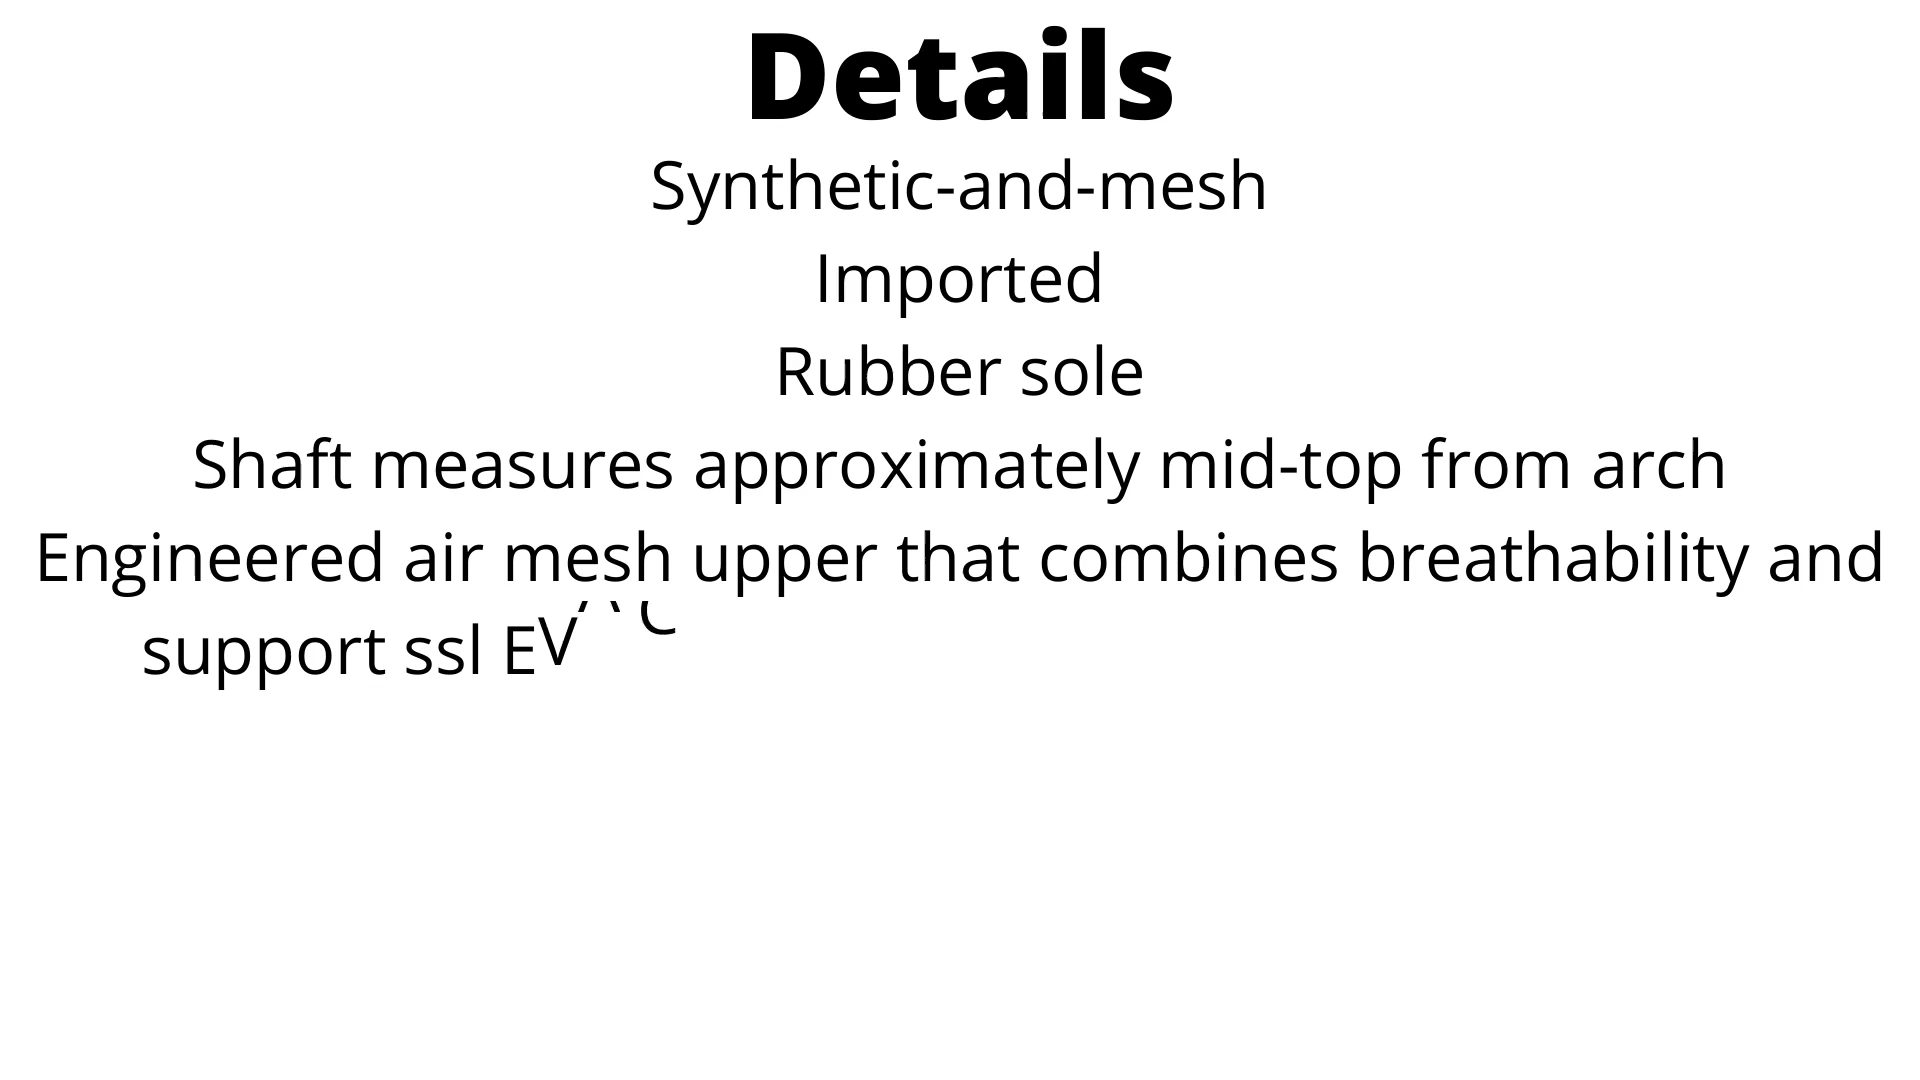 Details
Synthetic-and-mesh
Imported
Rubber sole
Shaft measures approximately mid-top from arch
Engineered air mesh upper that combines breathability and
support ssl